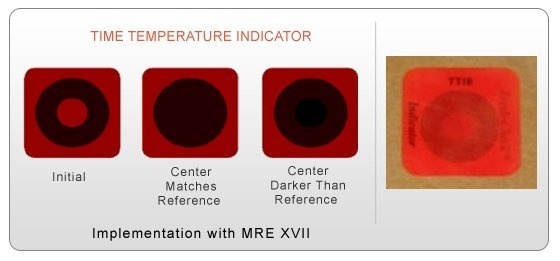 TIME TEMPERATURE INDICATOR
Initial
Center
Matches
Reference
Center
Darker Than
Reference
Implementation with MRE XVII
TTI®
Indicator